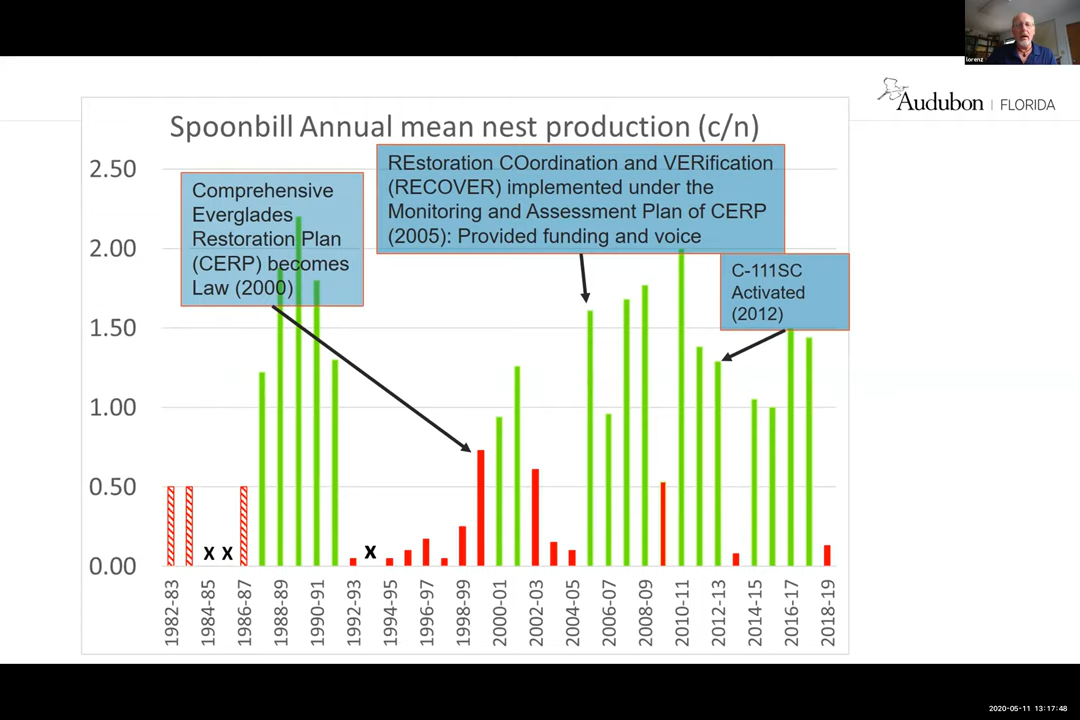 lorenz
Audubon | FLORIDA
Spoonbill Annual mean nest production (c/n)
2.50
2.00
1.50
1.00
0.50
0.00
Comprehensive
Everglades
Restoration Plan
(CERP) becomes
Law (2000)
REstoration COordination and VERification
(RECOVER) implemented under the
Monitoring and Assessment Plan of CERP
(2005): Provided funding and voice
C-111SC
Activated
(2012)
X X
X
1982-83
1984-85
1986-87
1988-89
1990-91
1992-93
1994-95
1996-97
1998-99
2000-01
2002-03
2004-05
2006-07
2008-09
2010-11
2012-13
2014-15
2016-17
2018-19
2020-05-11 13:17:48